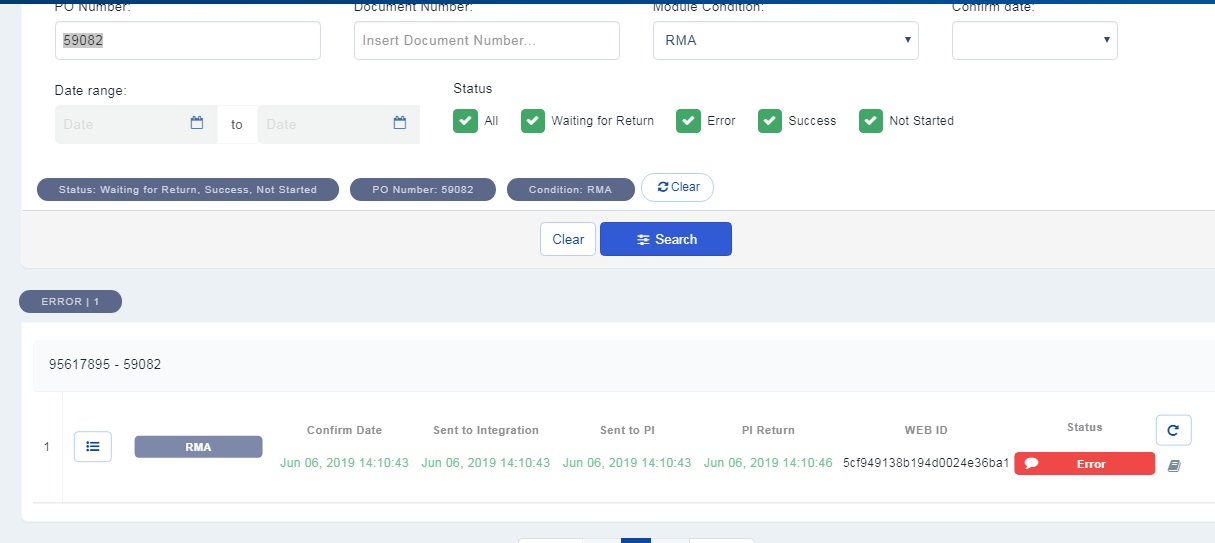 PO Number:
Document Number:
Module Condition:
Confirm date:
59082
Insert Document Number...
RMA
Date range:
Status
Date
to
Date
All
Waiting for Return
Error
Success
Not Started
Status: Waiting for Return, Success, Not Started
PO Number: 59082
Condition: RMA
Clear
Clear
Search
ERROR | 1
95617895 - 59082
1
RMA
Confirm Date
Sent to Integration
Sent to PI
PI Return
WEB ID
Status
Jun 06, 2019 14:10:43
Jun 06, 2019 14:10:43
Jun 06, 2019 14:10:43
Jun 06, 2019 14:10:46
5cf949138b194d0024e36ba1
Error